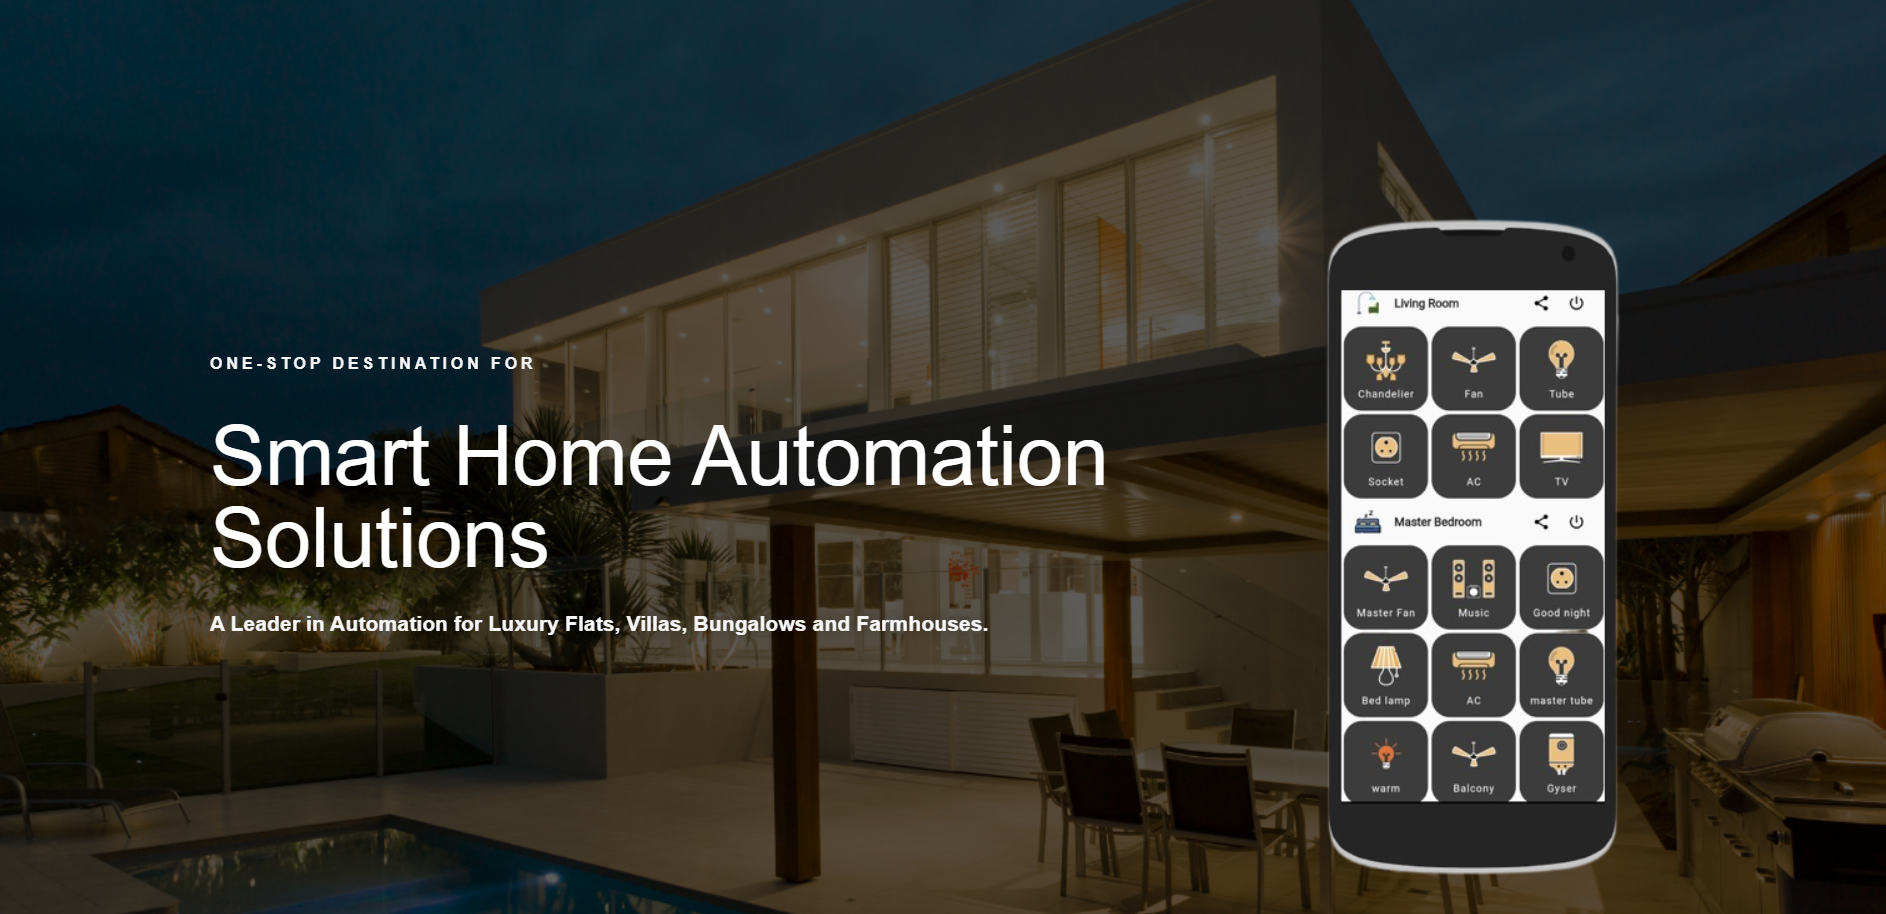 ONE-STOP DESTINATION FOR
Smart Home Automation
Solutions
A Leader in Automation for Luxury Flats, Villas, Bungalows and Farmhouses.
Living Room
Chandelier Fan Tube
Socket AC TV
Master Bedroom
Master Fan Music Good night
Bed lamp AC master tube
warm Balcony Gyser